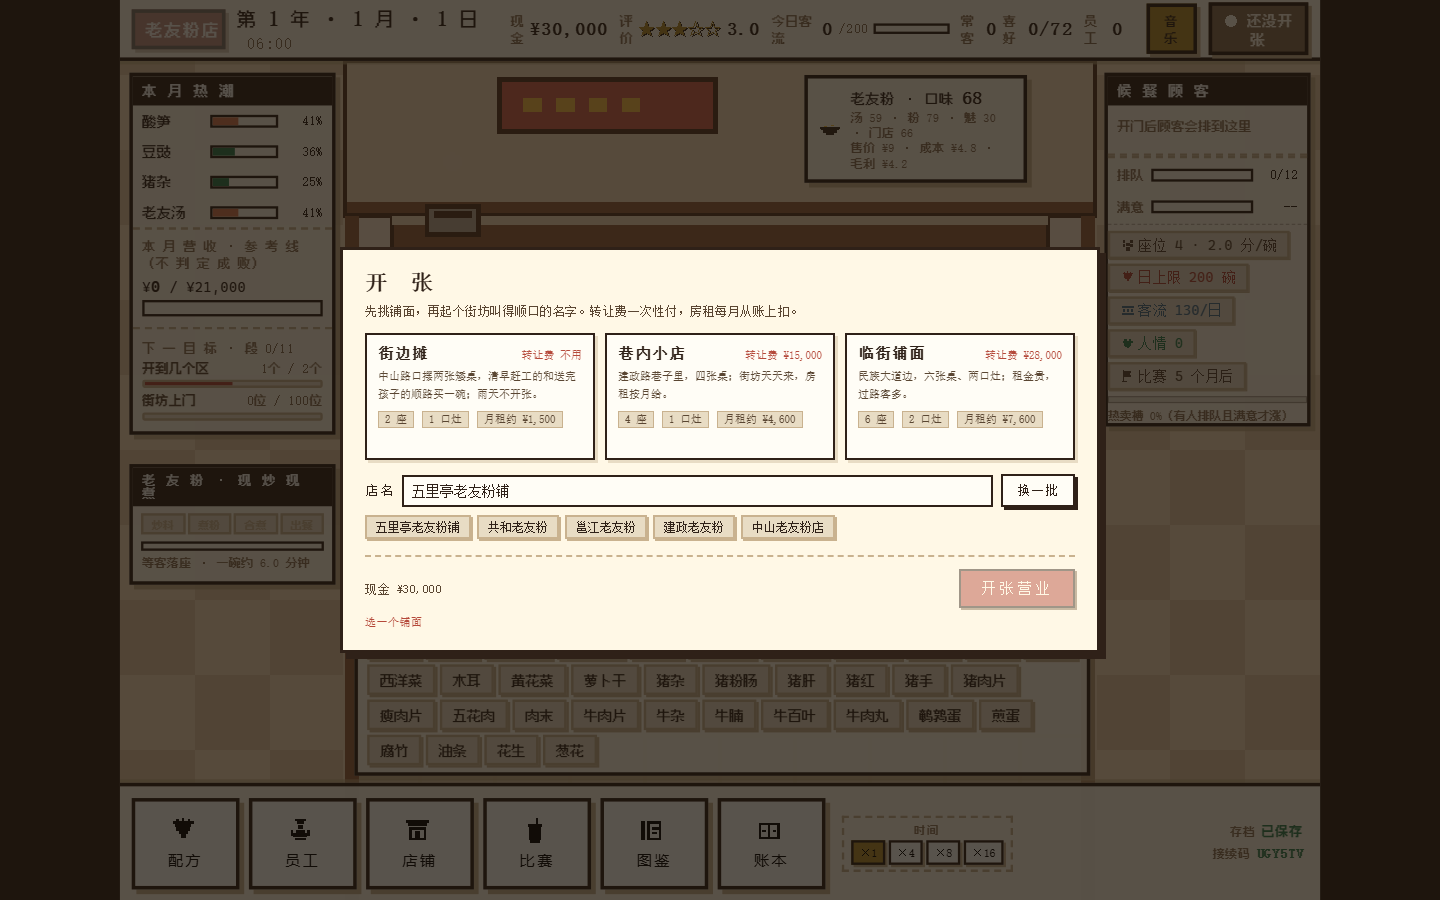 老友粉店
第 1 年 · 1 月 · 1 日
06:00
现金 ¥30,000
评价 3.0
今日客流 0 /200
常客 0
喜好 0/72
员工 0
音乐
还没开张
本月热潮
酸笋 41%
豆豉 36%
猪杂 25%
老友汤 41%
本月营收 · 参考线
(不判定成败)
¥0 / ¥21,000
下一目标 · 段 0/11
开到几个区 1个 / 2个
街坊上门 0位 / 100位
老友粉 · 现炒现煮
等客落座 · 一碗约 6.0 分钟
老友粉 · 口味 68
汤 59 · 粉 79 · 魅 30
· 门店 66
售价 ¥9 · 成本 ¥4.8 ·
毛利 ¥4.2
候餐顾客
开门后顾客会排到这里
排队 0/12
满意 --
座位 4 · 2.0 分/碗
日上限 200 碗
客流 130/日
人情 0
比赛 5 个月后
热卖榜 0%(有人排队且满意才涨)
开 张
先挑铺面，再起个街坊叫得顺口的名字。转让费一次性付，房租每月从账上扣。
街边摊 转让费 不用
中山路口摆两张矮桌，清早赶工的和送完
孩子的顺路买一碗；雨天不开张。
2 座 1 口灶 月租约 ¥1,500
巷内小店 转让费 ¥15,000
建政路巷子里，四张桌；街坊天天来，房
租按月给。
4 座 1 口灶 月租约 ¥4,600
临街铺面 转让费 ¥28,000
民族大道边，六张桌、两口灶；租金贵，
过路客多。
6 座 2 口灶 月租约 ¥7,600
店名 五里亭老友粉铺 换一批
五里亭老友粉铺 共和老友粉 邕江老友粉 建政老友粉 中山老友粉店
现金 ¥30,000
开张营业
选一个铺面
西洋菜 木耳 黄花菜 萝卜干 猪杂 猪粉肠 猪肝 猪红 猪手 猪肉片
瘦肉片 五花肉 肉末 牛肉片 牛杂 牛腩 牛百叶 牛肉丸 鹌鹑蛋 煎蛋
腐竹 油条 花生 葱花
配方 员工 店铺 比赛 图鉴 账本
时间
×1 ×4 ×8 ×16
存档 已保存
接续码 UGY5TV